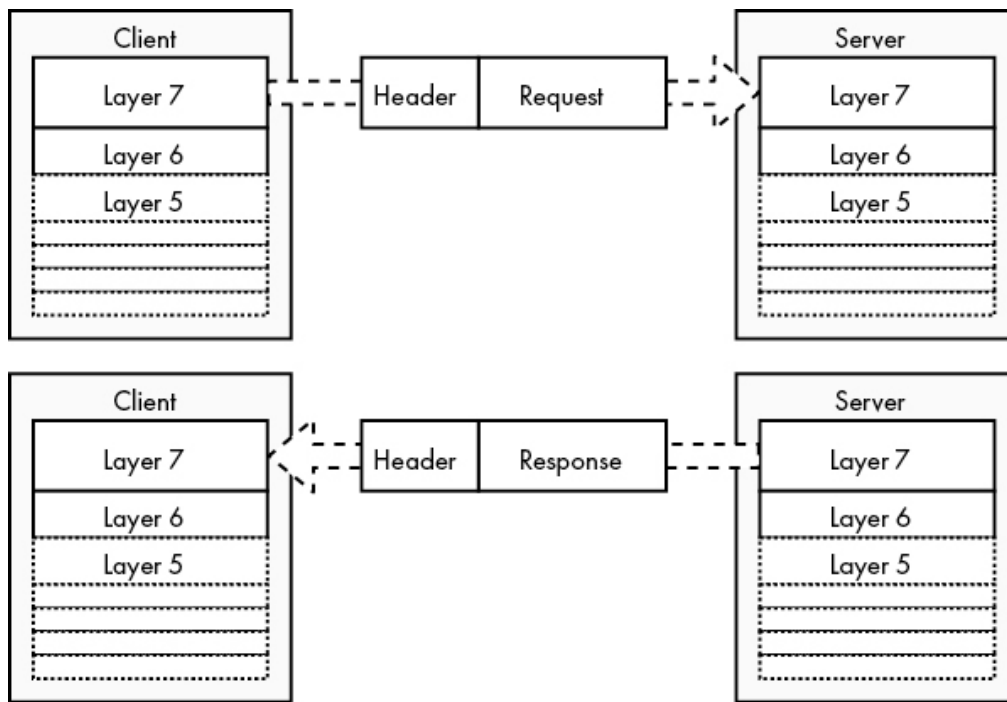 Client
Server
Layer 7
Header
Request
Layer 7
Layer 6
Layer 6
Layer 5
Layer 5
Client
Server
Layer 7
Header
Response
Layer 7
Layer 6
Layer 6
Layer 5
Layer 5